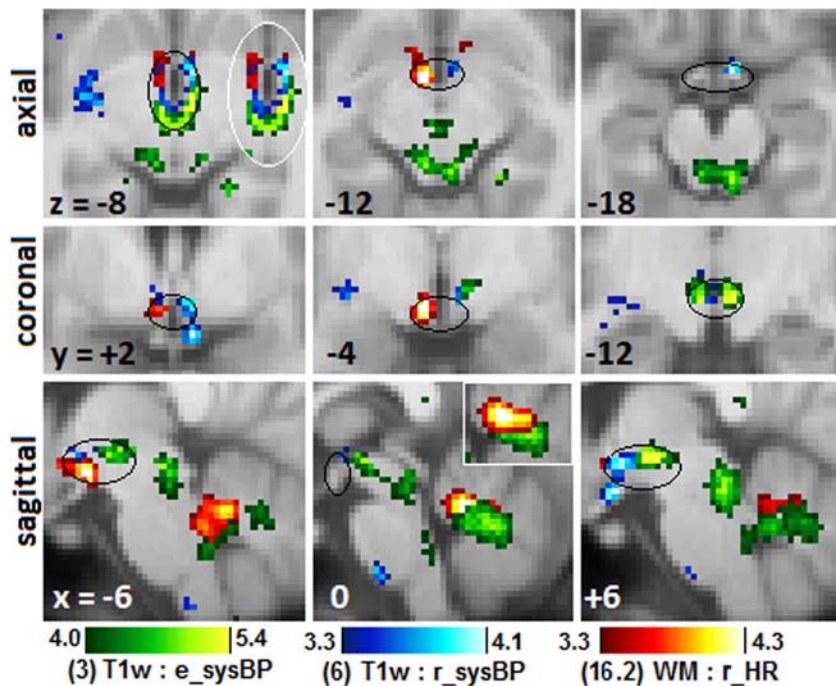 axial
z = -8
-12
-18
coronal
y = +2
-4
-12
sagittal
x = -6
0
+6
4.0 5.4 3.3 4.1 3.3 4.3
(3) T1w : e_sysBP (6) T1w : r_sysBP (16.2) WM : r_HR